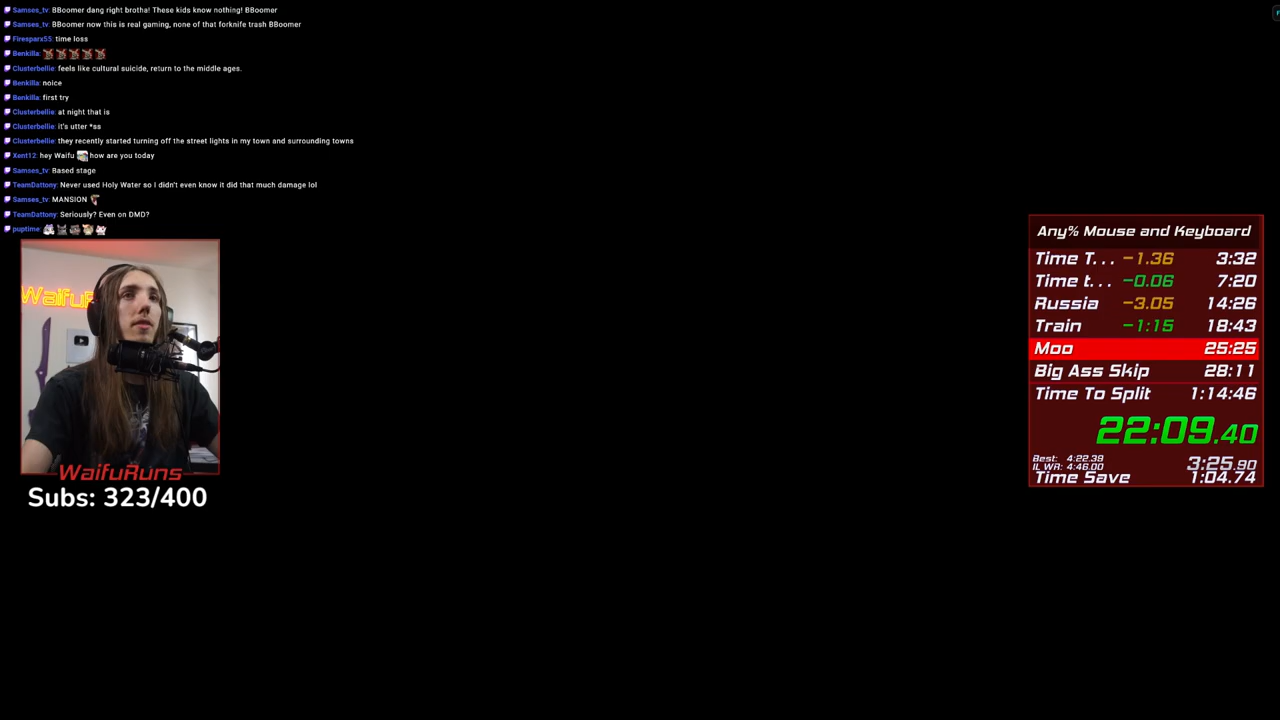 Samses_tv: BBoomer dang right brotha! These kids know nothing! BBoomer
Samses_tv: BBoomer now this is real gaming, none of that forknife trash BBoomer
Firesparx55: time loss
Benkilla:
Clusterbellie: feels like cultural suicide, return to the middle ages.
Benkilla: noice
Benkilla: first try
Clusterbellie: at night that is
Clusterbellie: it's utter *ss
Clusterbellie: they recently started turning off the street lights in my town and surrounding towns
Xent12: hey Waifu how are you today
Samses_tv: Based stage
TeamDattony: Never used Holy Water so I didn't even know it did that much damage lol
Samses_tv: MANSION
TeamDattony: Seriously? Even on DMD?
puptime:
WaifuR
WaifuRuns
Subs: 323/400
Any% Mouse and Keyboard
Time T... -1.36 3:32
Time t... -0.06 7:20
Russia -3.05 14:26
Train -1:15 18:43
Moo 25:25
Big Ass Skip 28:11
Time To Split 1:14:46
22:09.40
Best: 4:22.39
IL WR: 4:46.00 3:25.90
Time Save 1:04.74